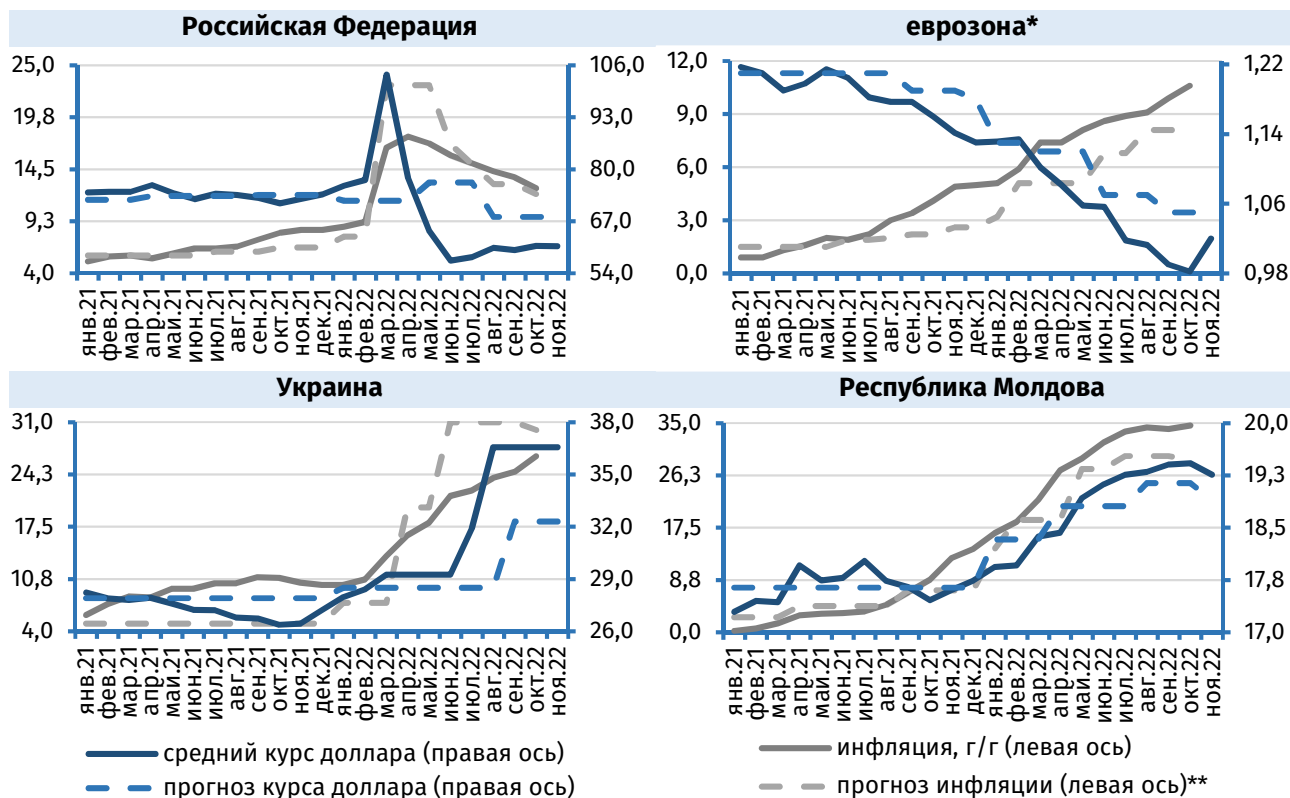 Российская Федерация
25,0
19,8
14,5
9,3
4,0
106,0
93,0
80,0
67,0
54,0
янв.21
фев.21
мар.21
апр.21
май.21
июн.21
июл.21
авг.21
сен.21
окт.21
ноя.21
дек.21
янв.22
фев.22
мар.22
апр.22
май.22
июн.22
июл.22
авг.22
сен.22
окт.22
ноя.22
еврозона*
12,0
9,0
6,0
3,0
0,0
1,22
1,14
1,06
0,98
янв.21
фев.21
мар.21
апр.21
май.21
июн.21
июл.21
авг.21
сен.21
окт.21
ноя.21
дек.21
янв.22
фев.22
мар.22
апр.22
май.22
июн.22
июл.22
авг.22
сен.22
окт.22
ноя.22
Украина
31,0
24,3
17,5
10,8
4,0
38,0
35,0
32,0
29,0
26,0
янв.21
фев.21
мар.21
апр.21
май.21
июн.21
июл.21
авг.21
сен.21
окт.21
ноя.21
дек.21
янв.22
фев.22
мар.22
апр.22
май.22
июн.22
июл.22
авг.22
сен.22
окт.22
ноя.22
Республика Молдова
35,0
26,3
17,5
8,8
0,0
20,0
19,3
18,5
17,8
17,0
янв.21
фев.21
мар.21
апр.21
май.21
июн.21
июл.21
авг.21
сен.21
окт.21
ноя.21
дек.21
янв.22
фев.22
мар.22
апр.22
май.22
июн.22
июл.22
авг.22
сен.22
окт.22
ноя.22
средний курс доллара (правая ось)
прогноз курса доллара (правая ось)
инфляция, г/г (левая ось)
прогноз инфляции (левая ось)**